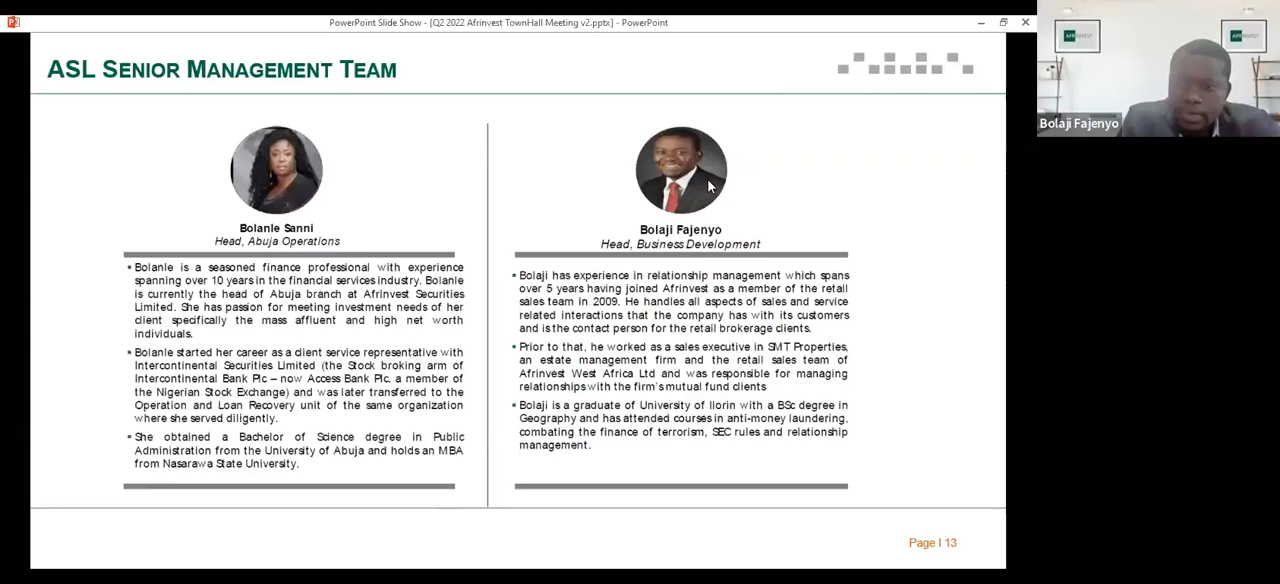 PowerPoint Slide Show - [Q2 2022 Afrinvest TownHall Meeting v2.pptx] - PowerPoint
ASL SENIOR MANAGEMENT TEAM
Bolanle Sanni
Head, Abuja Operations
▪ Bolanle is a seasoned finance professional with experience
spanning over 10 years in the financial services industry. Bolanle
is currently the head of Abuja branch at Afrinvest Securities
Limited. She has passion for meeting investment needs of her
client specifically the mass affluent and high net worth
individuals.
▪ Bolanle started her career as a client service representative with
Intercontinental Securities Limited (the Stock broking arm of
Intercontinental Bank Plc – now Access Bank Plc, a member of
the Nigerian Stock Exchange) and was later transferred to the
Operation and Loan Recovery unit of the same organization
where she served diligently.
▪ She obtained a Bachelor of Science degree in Public
Administration from the University of Abuja and holds an MBA
from Nasarawa State University.
Bolaji Fajenyo
Head, Business Development
▪ Bolaji has experience in relationship management which spans
over 5 years having joined Afrinvest as a member of the retail
sales team in 2009. He handles all aspects of sales and service
related interactions that the company has with its customers
and is the contact person for the retail brokerage clients.
▪ Prior to that, he worked as a sales executive in SMT Properties,
an estate management firm and the retail sales team of
Afrinvest West Africa Ltd and was responsible for managing
relationships with the firm's mutual fund clients
▪ Bolaji is a graduate of University of Ilorin with a BSc degree in
Geography and has attended courses in anti-money laundering,
combating the finance of terrorism, SEC rules and relationship
management.
Page | 13
AFRINVEST
AFRINVEST
Bolaji Fajenyo